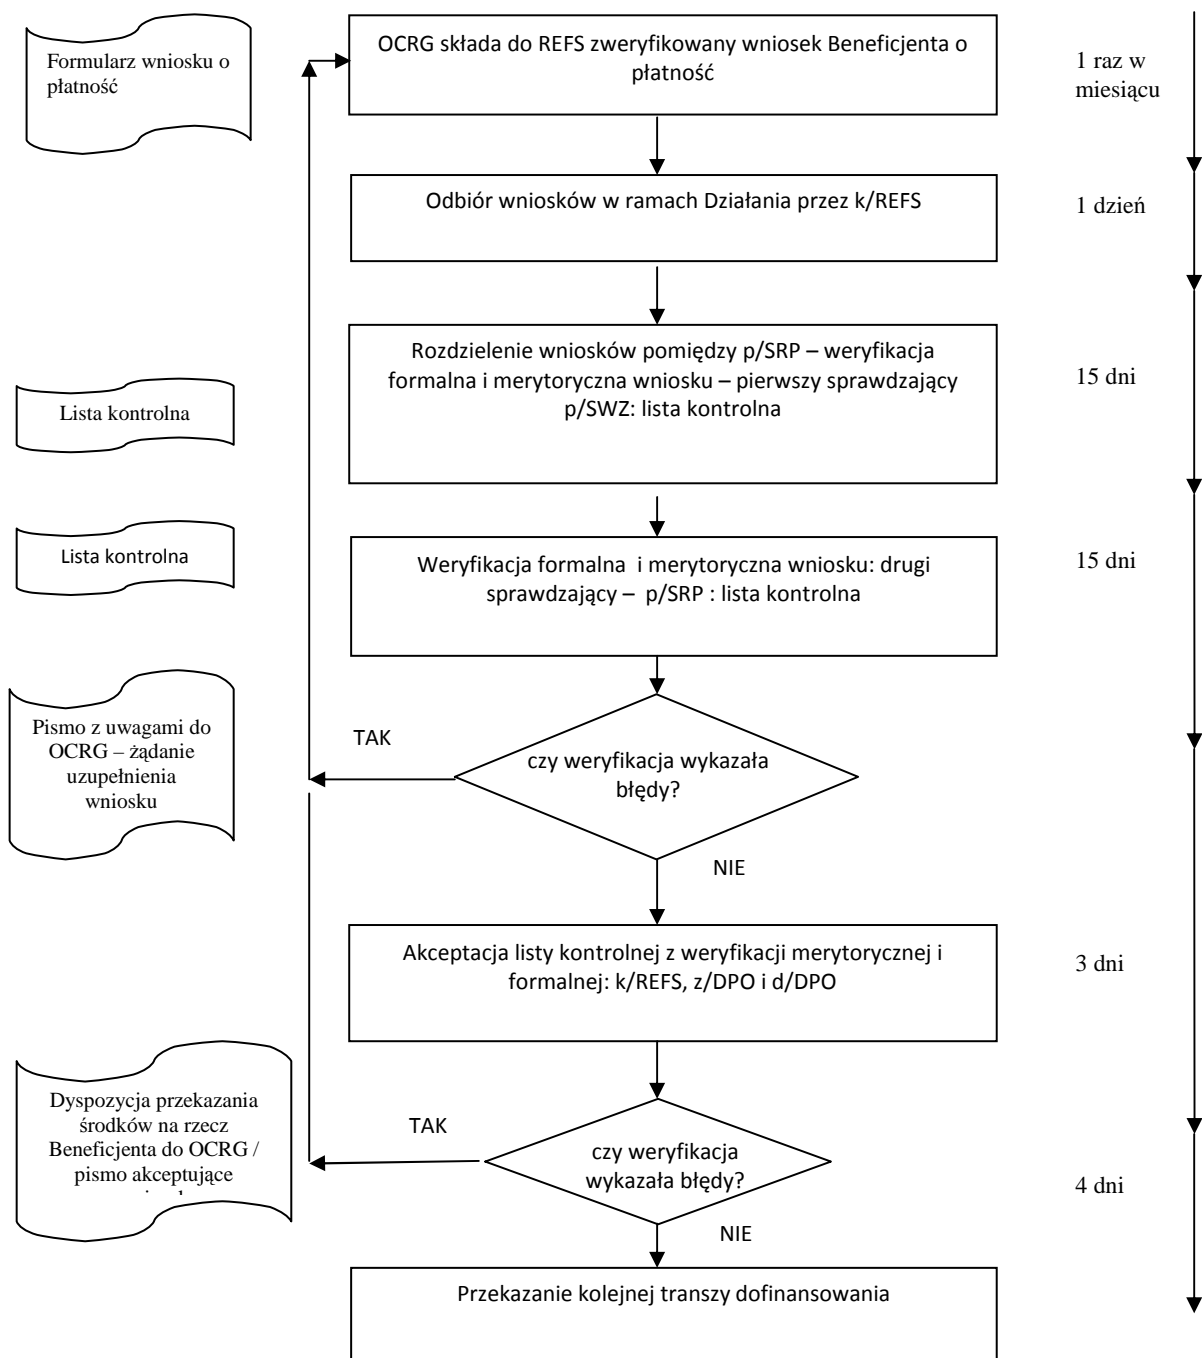 Formularz wniosku o
płatność
OCRG składa do REFS zweryfikowany wniosek Beneficjenta o
płatność
1 raz w
miesiącu
Odbiór wniosków w ramach Działania przez k/REFS
1 dzień
Rozdzielenie wniosków pomiędzy p/SRP – weryfikacja
formalna i merytoryczna wniosku – pierwszy sprawdzający
p/SWZ: lista kontrolna
15 dni
Lista kontrolna
Lista kontrolna
Weryfikacja formalna i merytoryczna wniosku: drugi
sprawdzający – p/SRP : lista kontrolna
15 dni
Pismo z uwagami do
OCRG – żądanie
uzupełnienia
wniosku
TAK
czy weryfikacja wykazała
błędy?
NIE
Akceptacja listy kontrolnej z weryfikacji merytorycznej i
formalnej: k/REFS, z/DPO i d/DPO
3 dni
Dyspozycja przekazania
środków na rzecz
Beneficjenta do OCRG /
pismo akceptujące
TAK
czy weryfikacja
wykazała błędy?
4 dni
NIE
Przekazanie kolejnej transzy dofinansowania